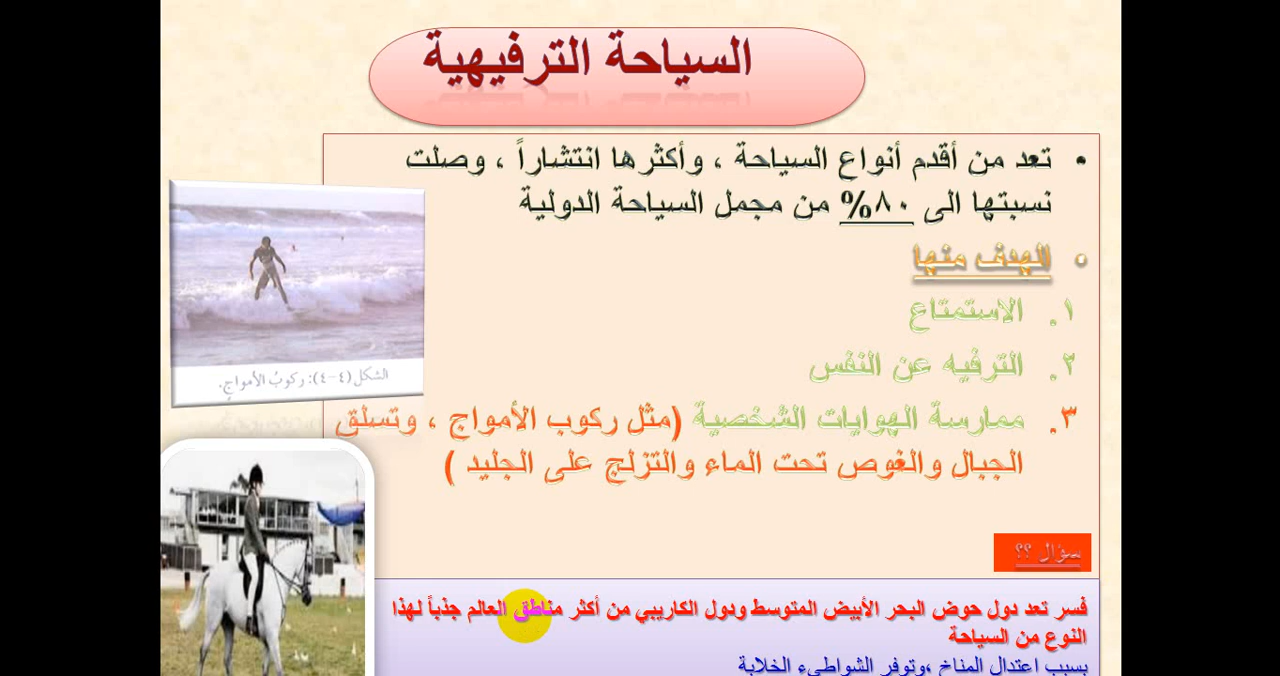 السياحة الترفيهية
• تعد من أقدم أنواع السياحة ، وأكثرها انتشاراً ، وصلت
نسبتها الى ٨٠% من مجمل السياحة الدولية
• الهدف منها
١. الاستمتاع
٢. الترفيه عن النفس
٣. ممارسة الهوايات الشخصية (مثل ركوب الأمواج ، وتسلق
الجبال والغوص تحت الماء والتزلج على الجليد )
الشكل (٤-٤): ركوبُ الأمواجِ.
سؤال ؟؟
فسر تعد دول حوض البحر الأبيض المتوسط ودول الكاريبي من أكثر مناطق العالم جذباً لهذا
النوع من السياحة
بسبب اعتدال المناخ ،وتوفر الشواطيء الخلابة